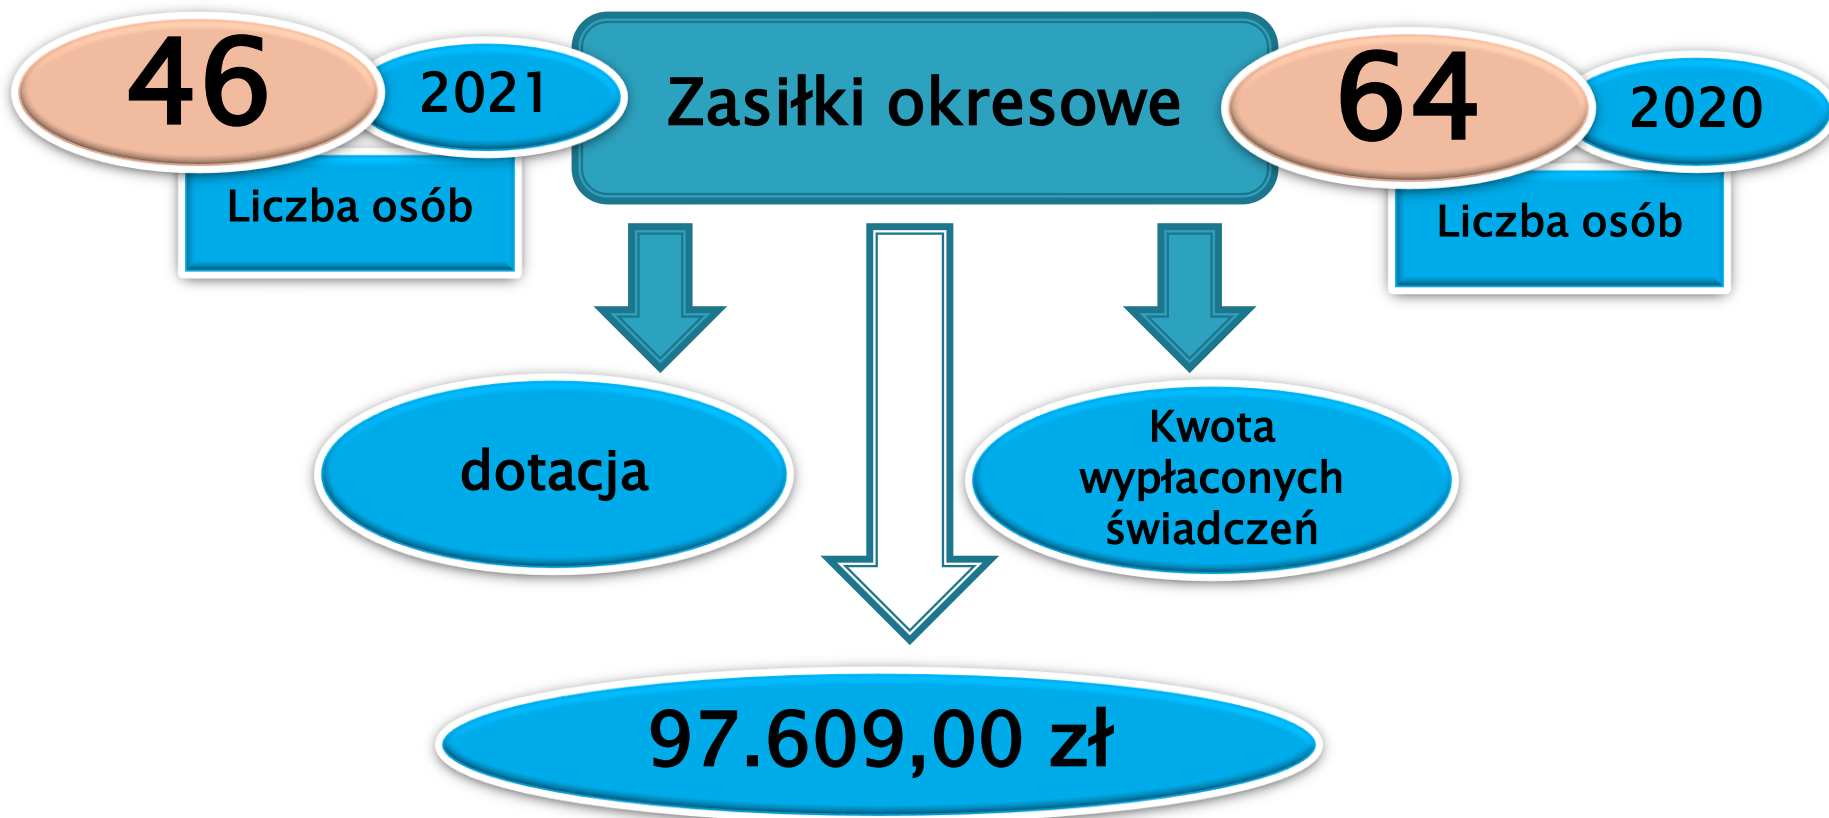 46
2021
Liczba osób
Zasiłki okresowe
64
2020
Liczba osób
dotacja
Kwota
wypłaconych
świadczeń
97.609,00 zł